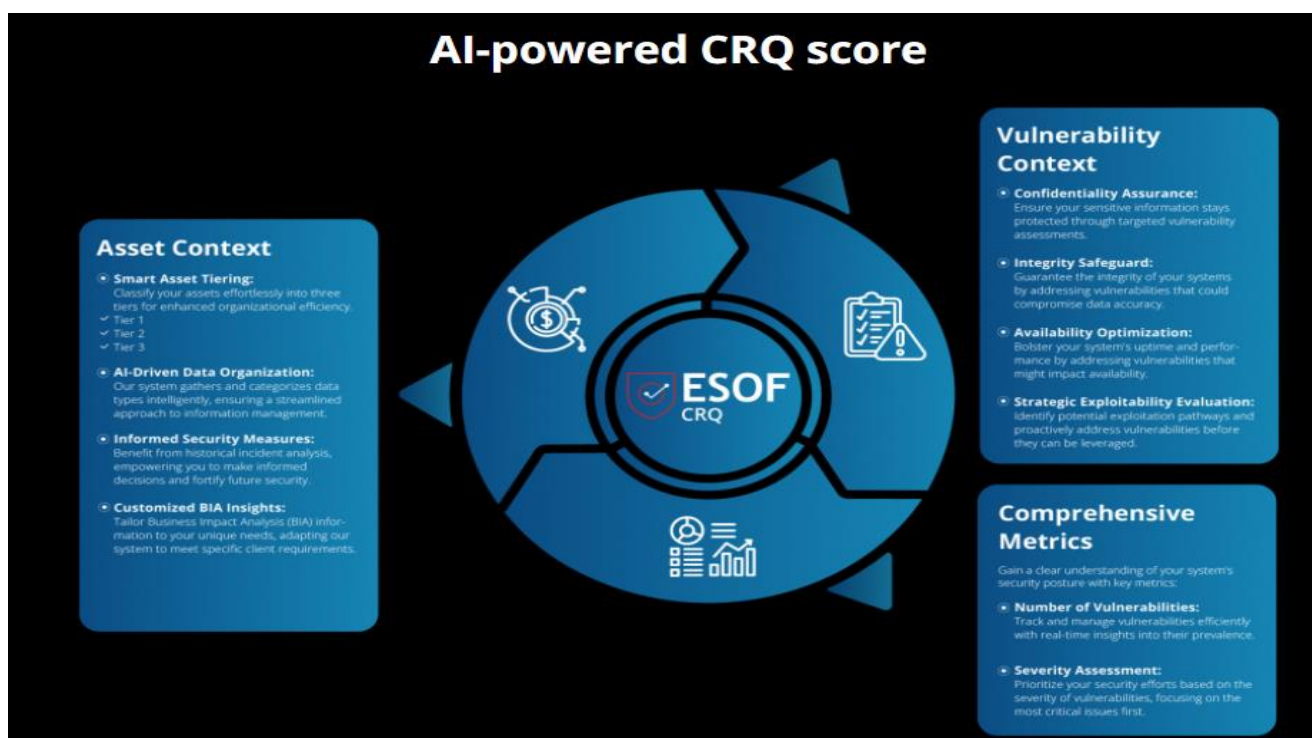 AI-powered CRQ score
Asset Context
Smart Asset Tiering:
Classify your assets effortlessly into three
tiers for enhanced organizational efficiency.
Tier 1
Tier 2
Tier 3
AI-Driven Data Organization:
Our system gathers and categorizes data
types intelligently, ensuring a streamlined
approach to information management.
Informed Security Measures:
Benefit from historical incident analysis,
empowering you to make informed
decisions and fortify future security.
Customized BIA Insights:
Tailor Business Impact Analysis (BIA) infor-
mation to your unique needs, adapting our
system to meet specific client requirements.
$
ESOF
CRQ
Vulnerability
Context
Confidentiality Assurance:
Ensure your sensitive information stays
protected through targeted vulnerability
assessments.
Integrity Safeguard:
Guarantee the integrity of your systems
by addressing vulnerabilities that could
compromise data accuracy.
Availability Optimization:
Bolster your system's uptime and perfor-
mance by addressing vulnerabilities that
might impact availability.
Strategic Exploitability Evaluation:
Identify potential exploitation pathways and
proactively address vulnerabilities before
they can be leveraged.
Comprehensive
Metrics
Gain a clear understanding of your system's
security posture with key metrics:
Number of Vulnerabilities:
Track and manage vulnerabilities efficiently
with real-time insights into their prevalence.
Severity Assessment:
Prioritize your security efforts based on the
severity of vulnerabilities, focusing on the
most critical issues first.